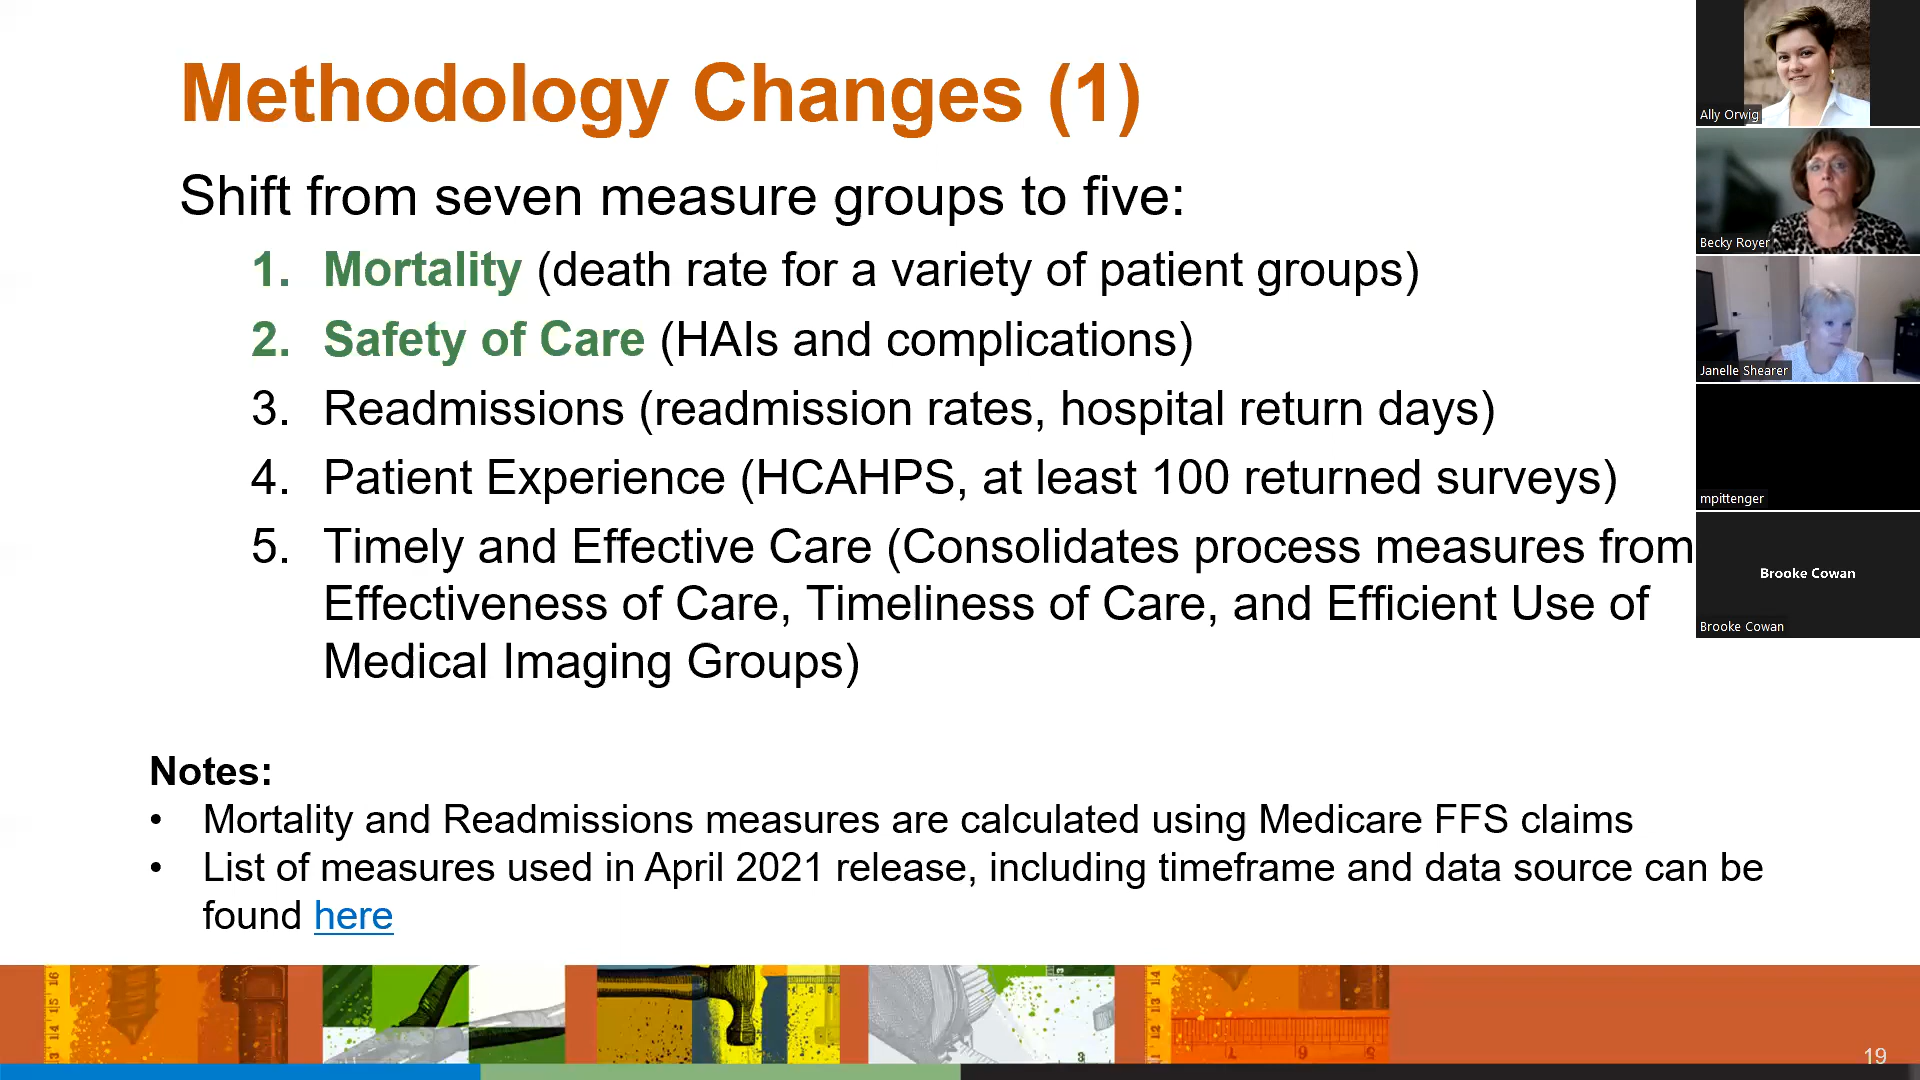 Methodology Changes (1)
Shift from seven measure groups to five:
1. Mortality (death rate for a variety of patient groups)
2. Safety of Care (HAIs and complications)
3. Readmissions (readmission rates, hospital return days)
4. Patient Experience (HCAHPS, at least 100 returned surveys)
5. Timely and Effective Care (Consolidates process measures from
Effectiveness of Care, Timeliness of Care, and Efficient Use of
Medical Imaging Groups)
Notes:
• Mortality and Readmissions measures are calculated using Medicare FFS claims
• List of measures used in April 2021 release, including timeframe and data source can be
found here
19
Ally Orwig
Becky Royer
Janelle Shearer
mpittenger
Brooke Cowan
Brooke Cowan